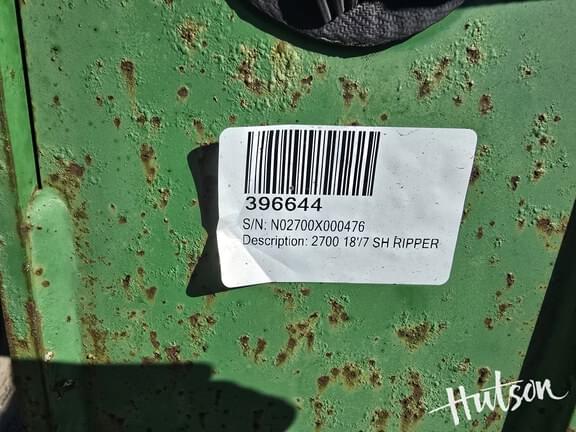 396644
S/N: N02700X000476
Description: 2700 18'/7 SH RIPPER
Hutson